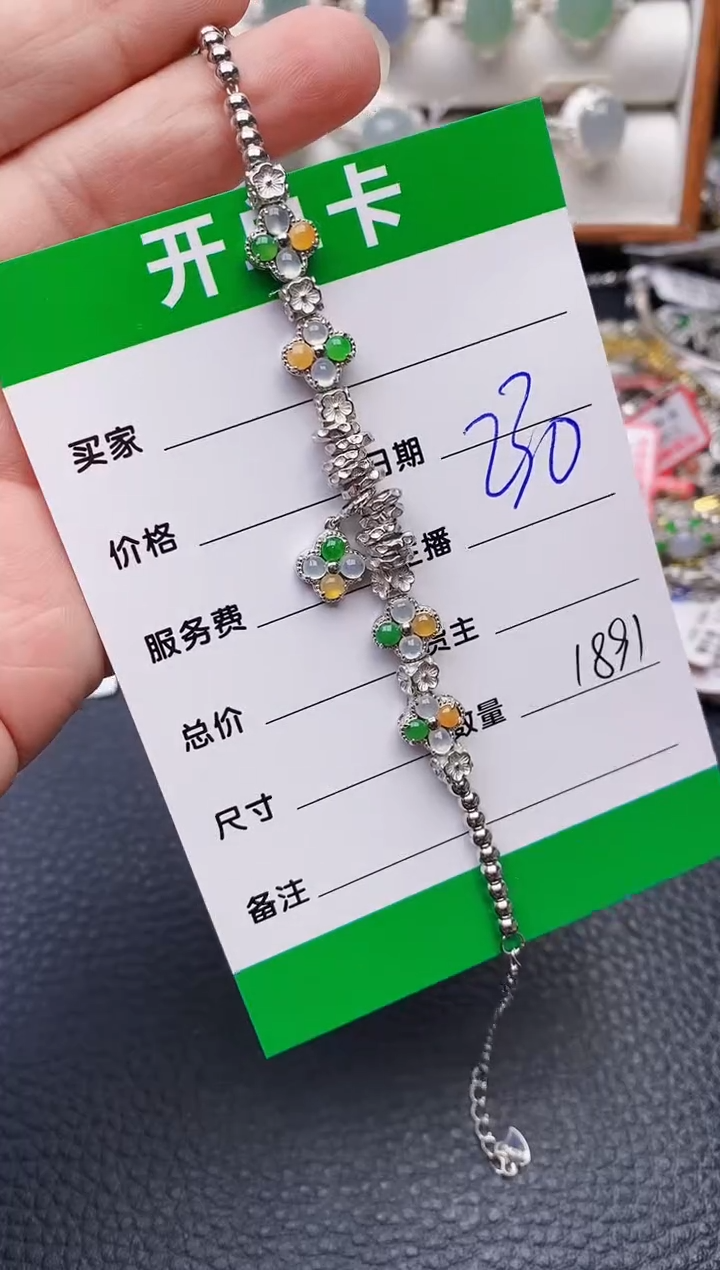 开 卡
买家
日期 230
价格
播
服务费
主
总价
数量 1891
尺寸
备注